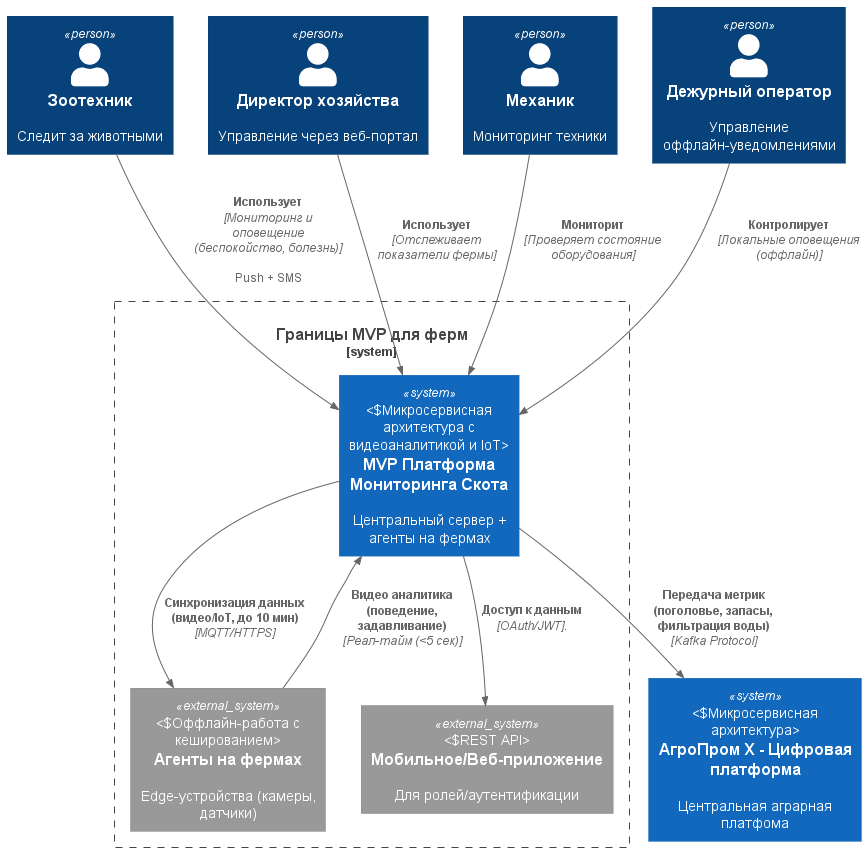 «person»
Зоотехник
Следит за животными
«person»
Директор хозяйства
Управление через веб-портал
«person»
Механик
Мониторинг техники
«person»
Дежурный оператор
Управление
оффлайн-уведомлениями
Использует
[Мониторинг и
оповещение
(беспокойство, болезнь)]
Push + SMS
Использует
[Отслеживает
показатели фермы]
Мониторит
[Проверяет состояние
оборудования]
Контролирует
[Локальные оповещения
(оффлайн)]
Границы MVP для ферм
[system]
«system»
<$Микросервисная
архитектура с
видеоаналитикой и IoT>
MVP Платформа
Мониторинга Скота
Центральный сервер +
агенты на фермах
Синхронизация данных
(видео/IoT, до 10 мин)
[MQTT/HTTPS]
Видео аналитика
(поведение,
задавливание)
[Реал-тайм (<5 сек)]
Доступ к данным
[OAuth/JWT].
Передача метрик
(поголовье, запасы,
фильтрация воды)
[Kafka Protocol]
«external_system»
<$Оффлайн-работа с
кешированием>
Агенты на фермах
Edge-устройства (камеры,
датчики)
«external_system»
<$REST API>
Мобильное/Веб-приложение
Для ролей/аутентификации
«system»
<$Микросервисная
архитектура>
АгроПром X - Цифровая
платформа
Центральная аграрная
платфома